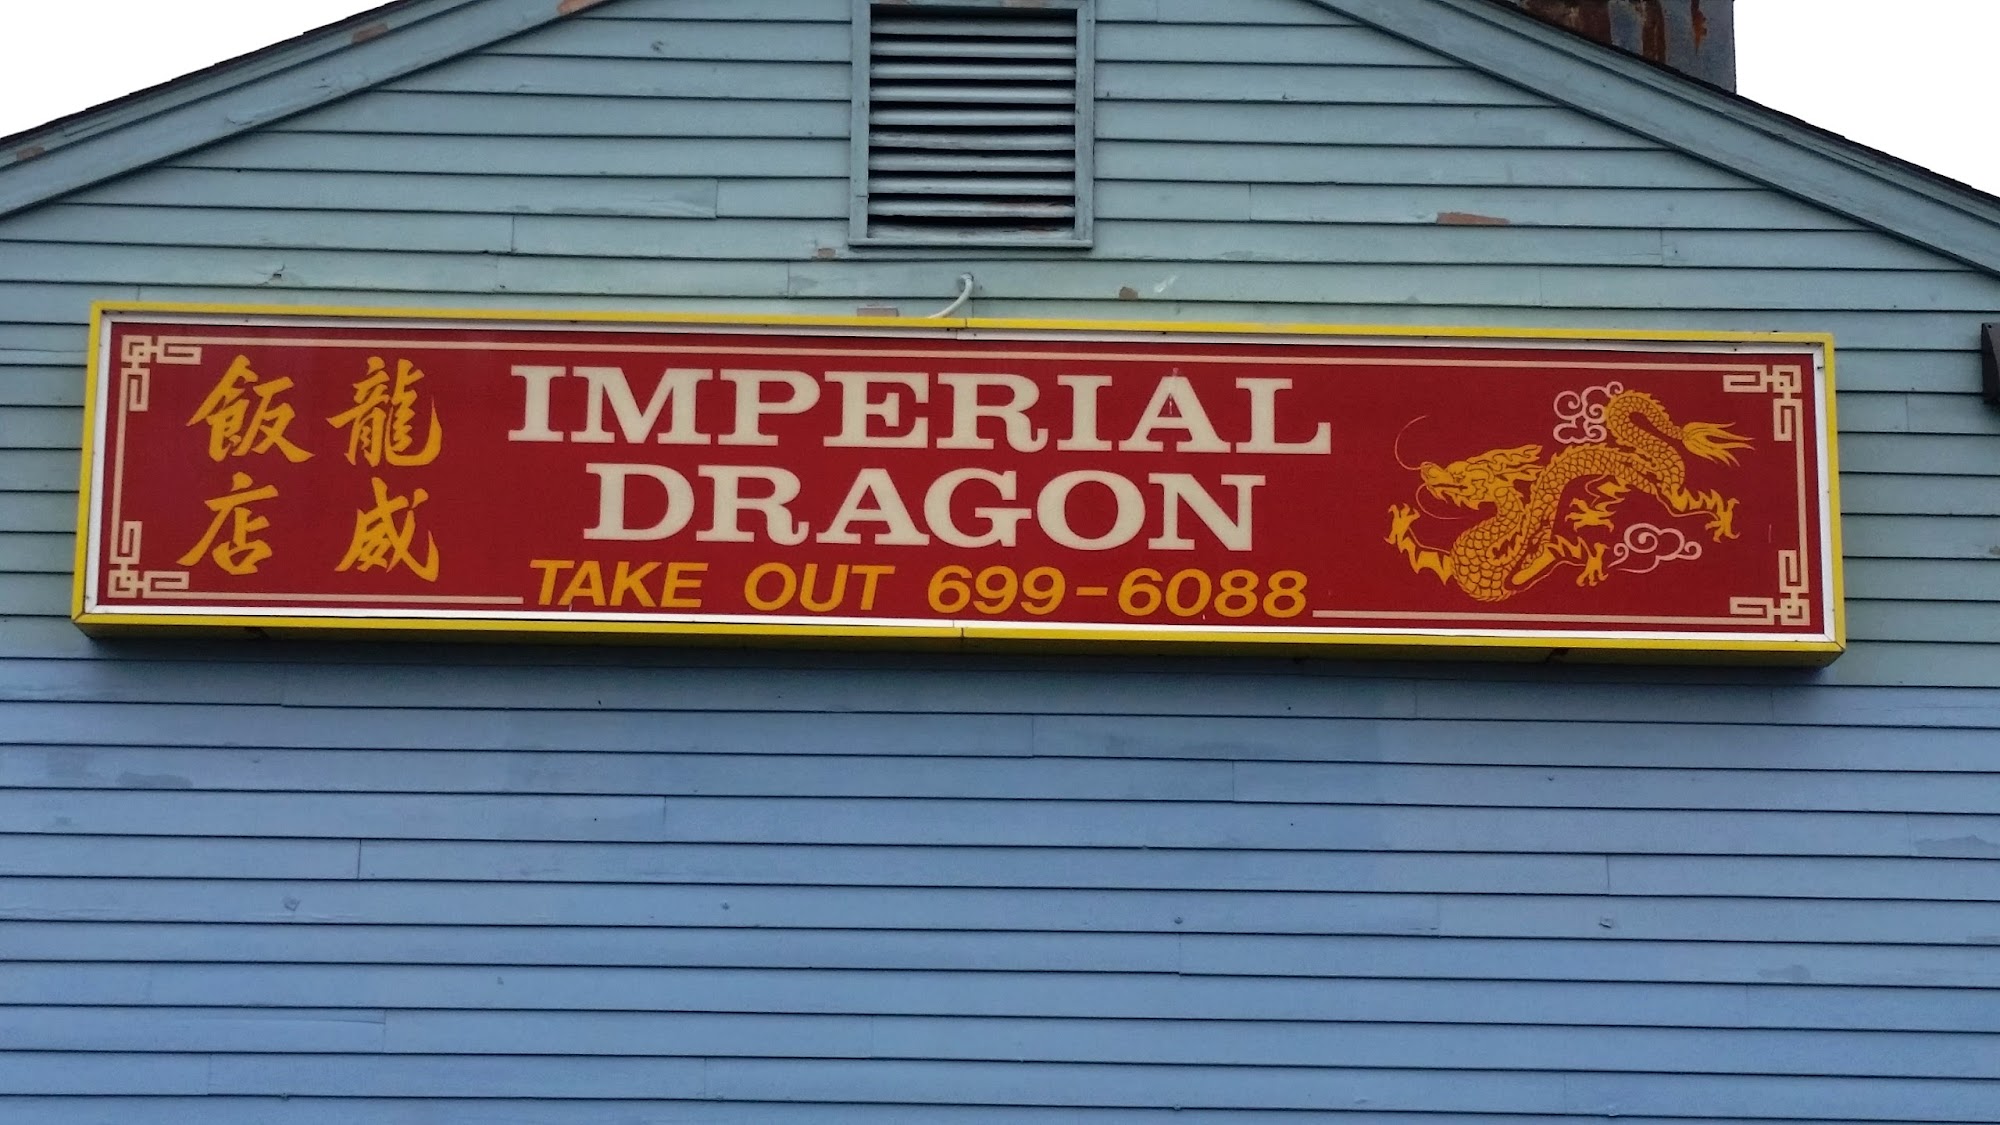 龍威
飯店
IMPERIAL
DRAGON
TAKE OUT 699-6088